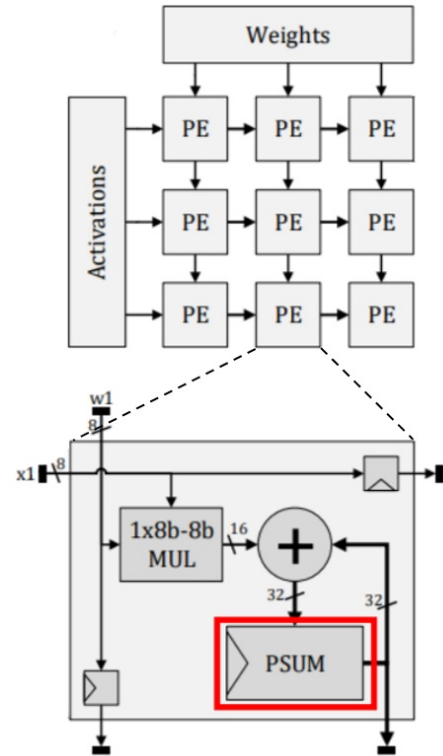 Weights
Activations
PE PE PE
PE PE PE
PE PE PE
w1
8
x1 8
1x8b-8b
MUL
16
+
32
32
PSUM